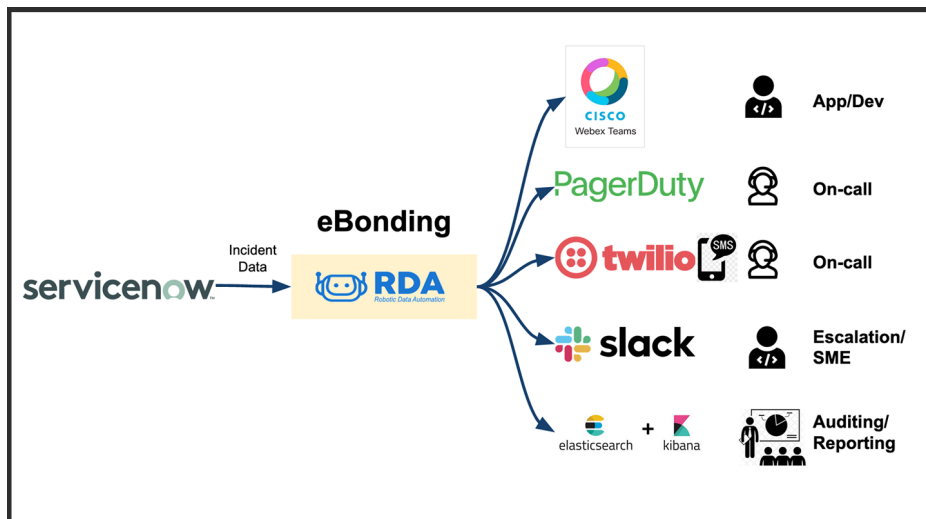 CISCO
Webex Teams
</>
App/Dev
PagerDuty
On-call
eBonding
Incident
Data
servicenow™
RDA
Robotic Data Automation
twilio
SMS
On-call
slack
</>
Escalation/
SME
elasticsearch + kibana
Auditing/
Reporting